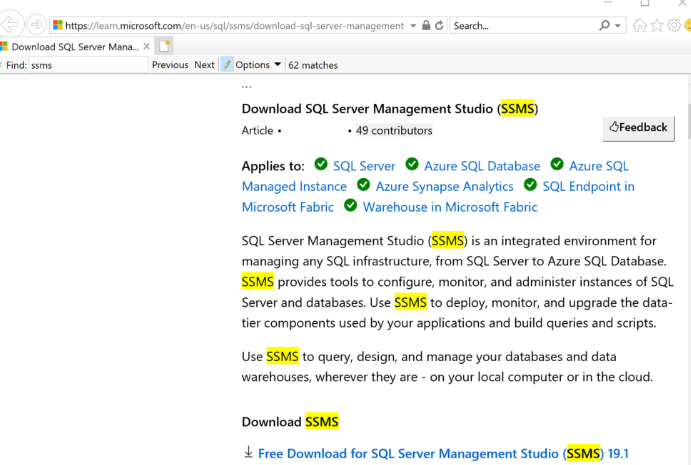 https://learn.microsoft.com/en-us/sql/ssms/download-sql-server-management
Search...
Download SQL Server Mana...
Find: ssms Previous Next Options 62 matches
...
Download SQL Server Management Studio (SSMS)
Article • • 49 contributors
Feedback
Applies to: SQL Server Azure SQL Database Azure SQL
Managed Instance Azure Synapse Analytics SQL Endpoint in
Microsoft Fabric Warehouse in Microsoft Fabric
SQL Server Management Studio (SSMS) is an integrated environment for
managing any SQL infrastructure, from SQL Server to Azure SQL Database.
SSMS provides tools to configure, monitor, and administer instances of SQL
Server and databases. Use SSMS to deploy, monitor, and upgrade the data-
tier components used by your applications and build queries and scripts.
Use SSMS to query, design, and manage your databases and data
warehouses, wherever they are - on your local computer or in the cloud.
Download SSMS
Free Download for SQL Server Management Studio (SSMS) 19.1